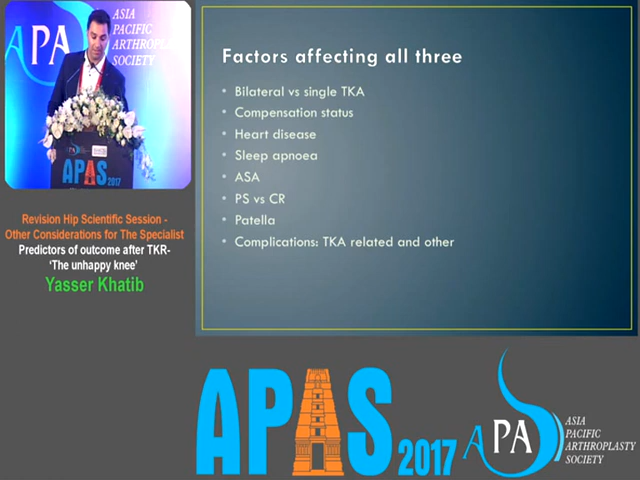 ASIA
PACIFIC
ARTHROPLASTY
SOCIETY
APA
APAS 2017
Revision Hip Scientific Session -
Other Considerations for The Specialist
Predictors of outcome after TKR-
‘The unhappy knee’
Yasser Khatib
Factors affecting all three
• Bilateral vs single TKA
• Compensation status
• Heart disease
• Sleep apnoea
• ASA
• PS vs CR
• Patella
• Complications: TKA related and other
APAS 2017
APA
ASIA
PACIFIC
ARTHROPLASTY
SOCIETY